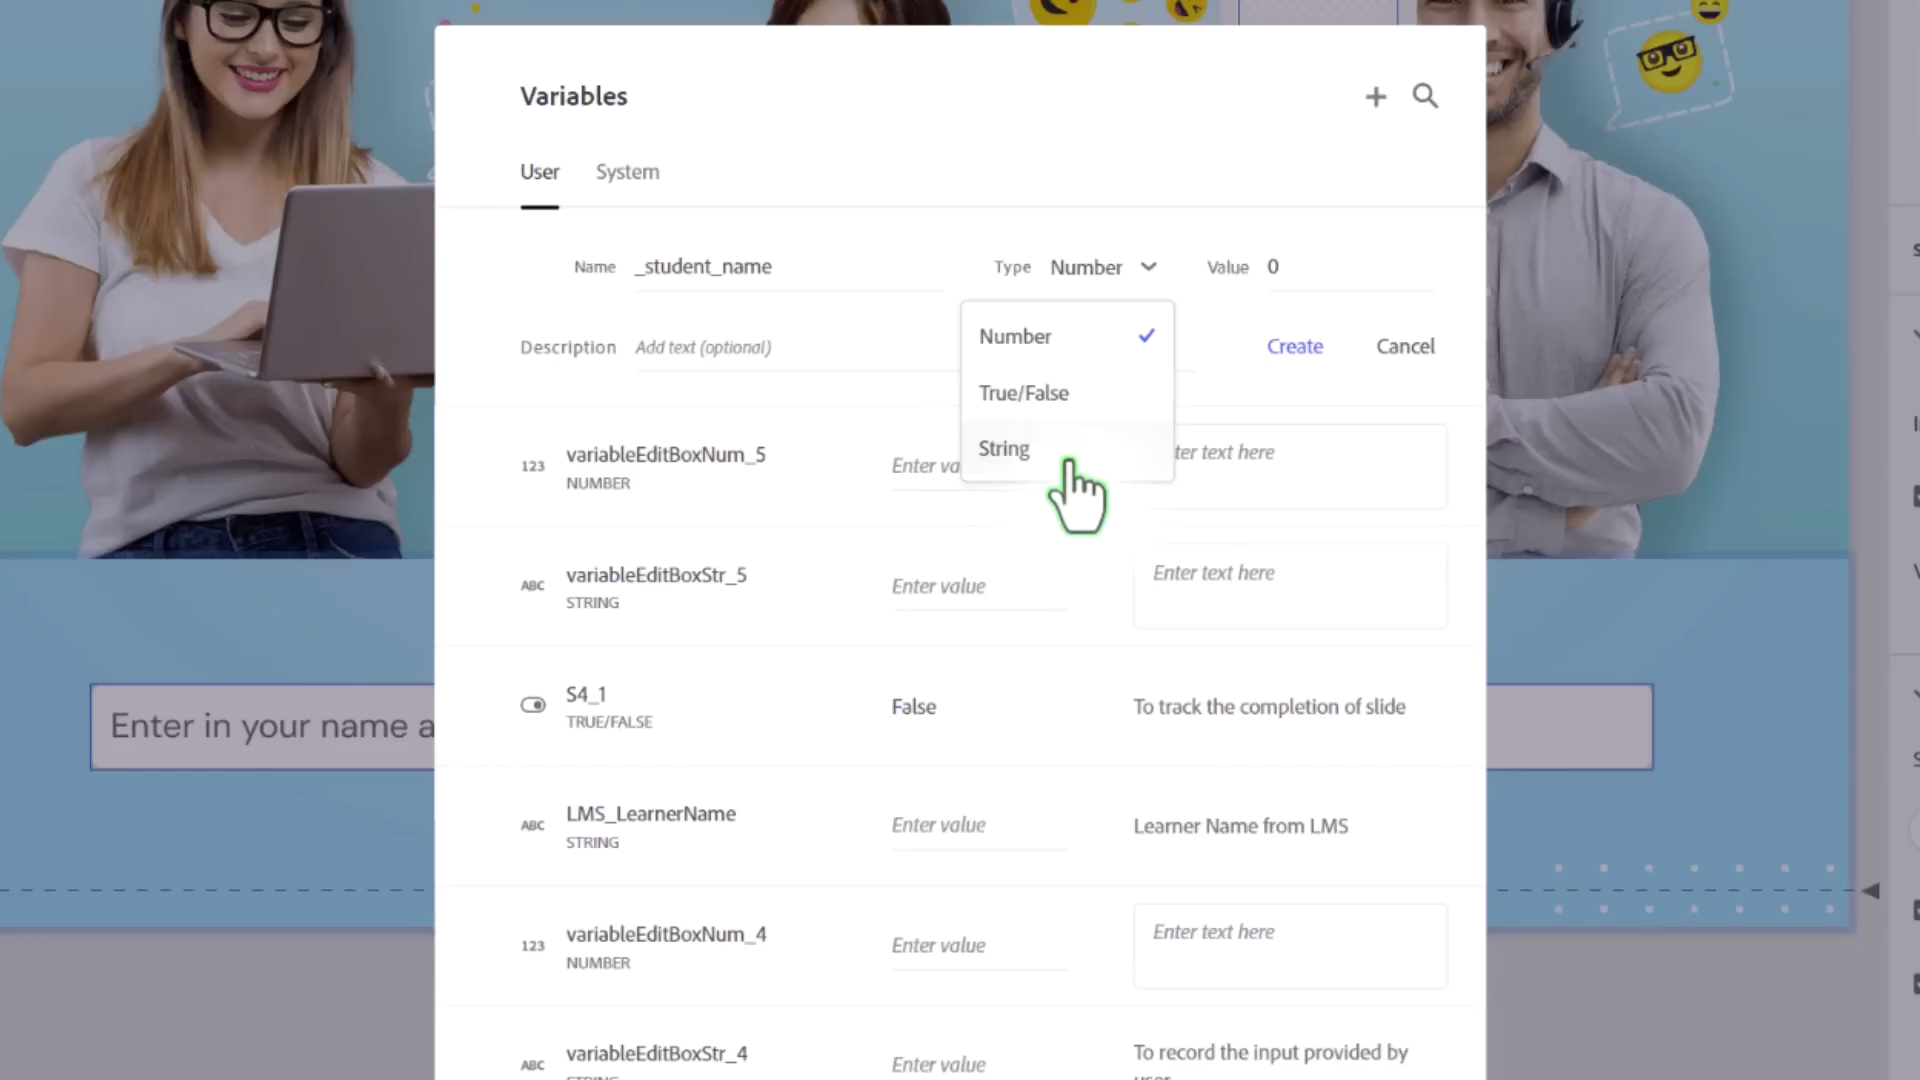 Variables
User System
Name _student_name Type Number Value 0
Description Add text (optional) Create Cancel
Number
True/False
String
123 variableEditBoxNum_5 Enter va ter text here
NUMBER
ABC variableEditBoxStr_5 Enter value Enter text here
STRING
S4_1 False To track the completion of slide
TRUE/FALSE
Enter in your name a
ABC LMS_LearnerName Enter value Learner Name from LMS
STRING
123 variableEditBoxNum_4 Enter value Enter text here
NUMBER
ABC variableEditBoxStr_4 Enter value To record the input provided by